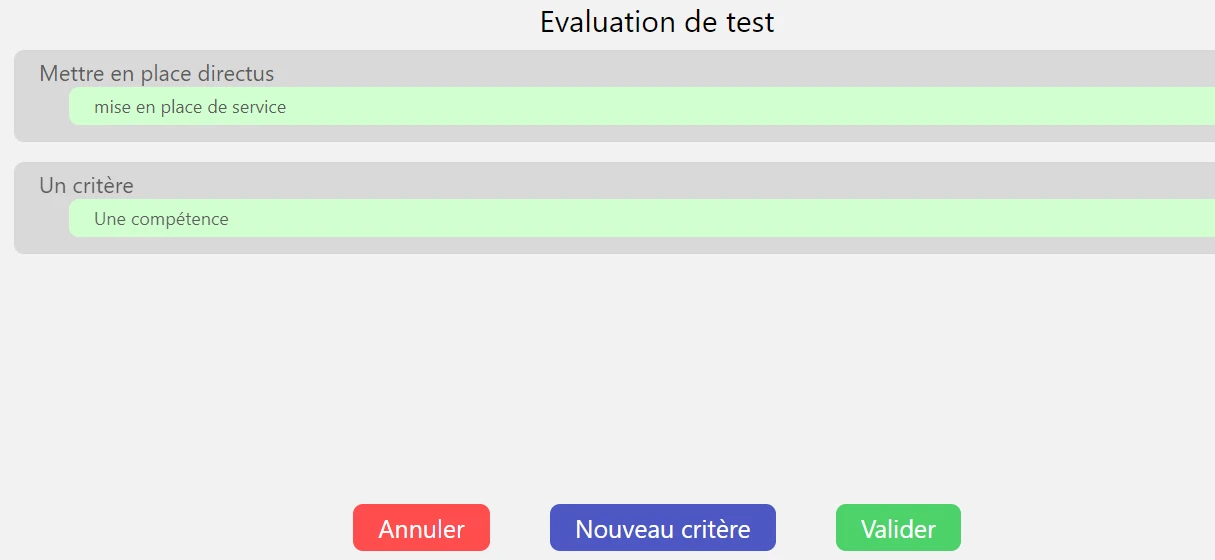 Evaluation de test
Mettre en place directus
mise en place de service
Un critère
Une compétence
Annuler
Nouveau critère
Valider